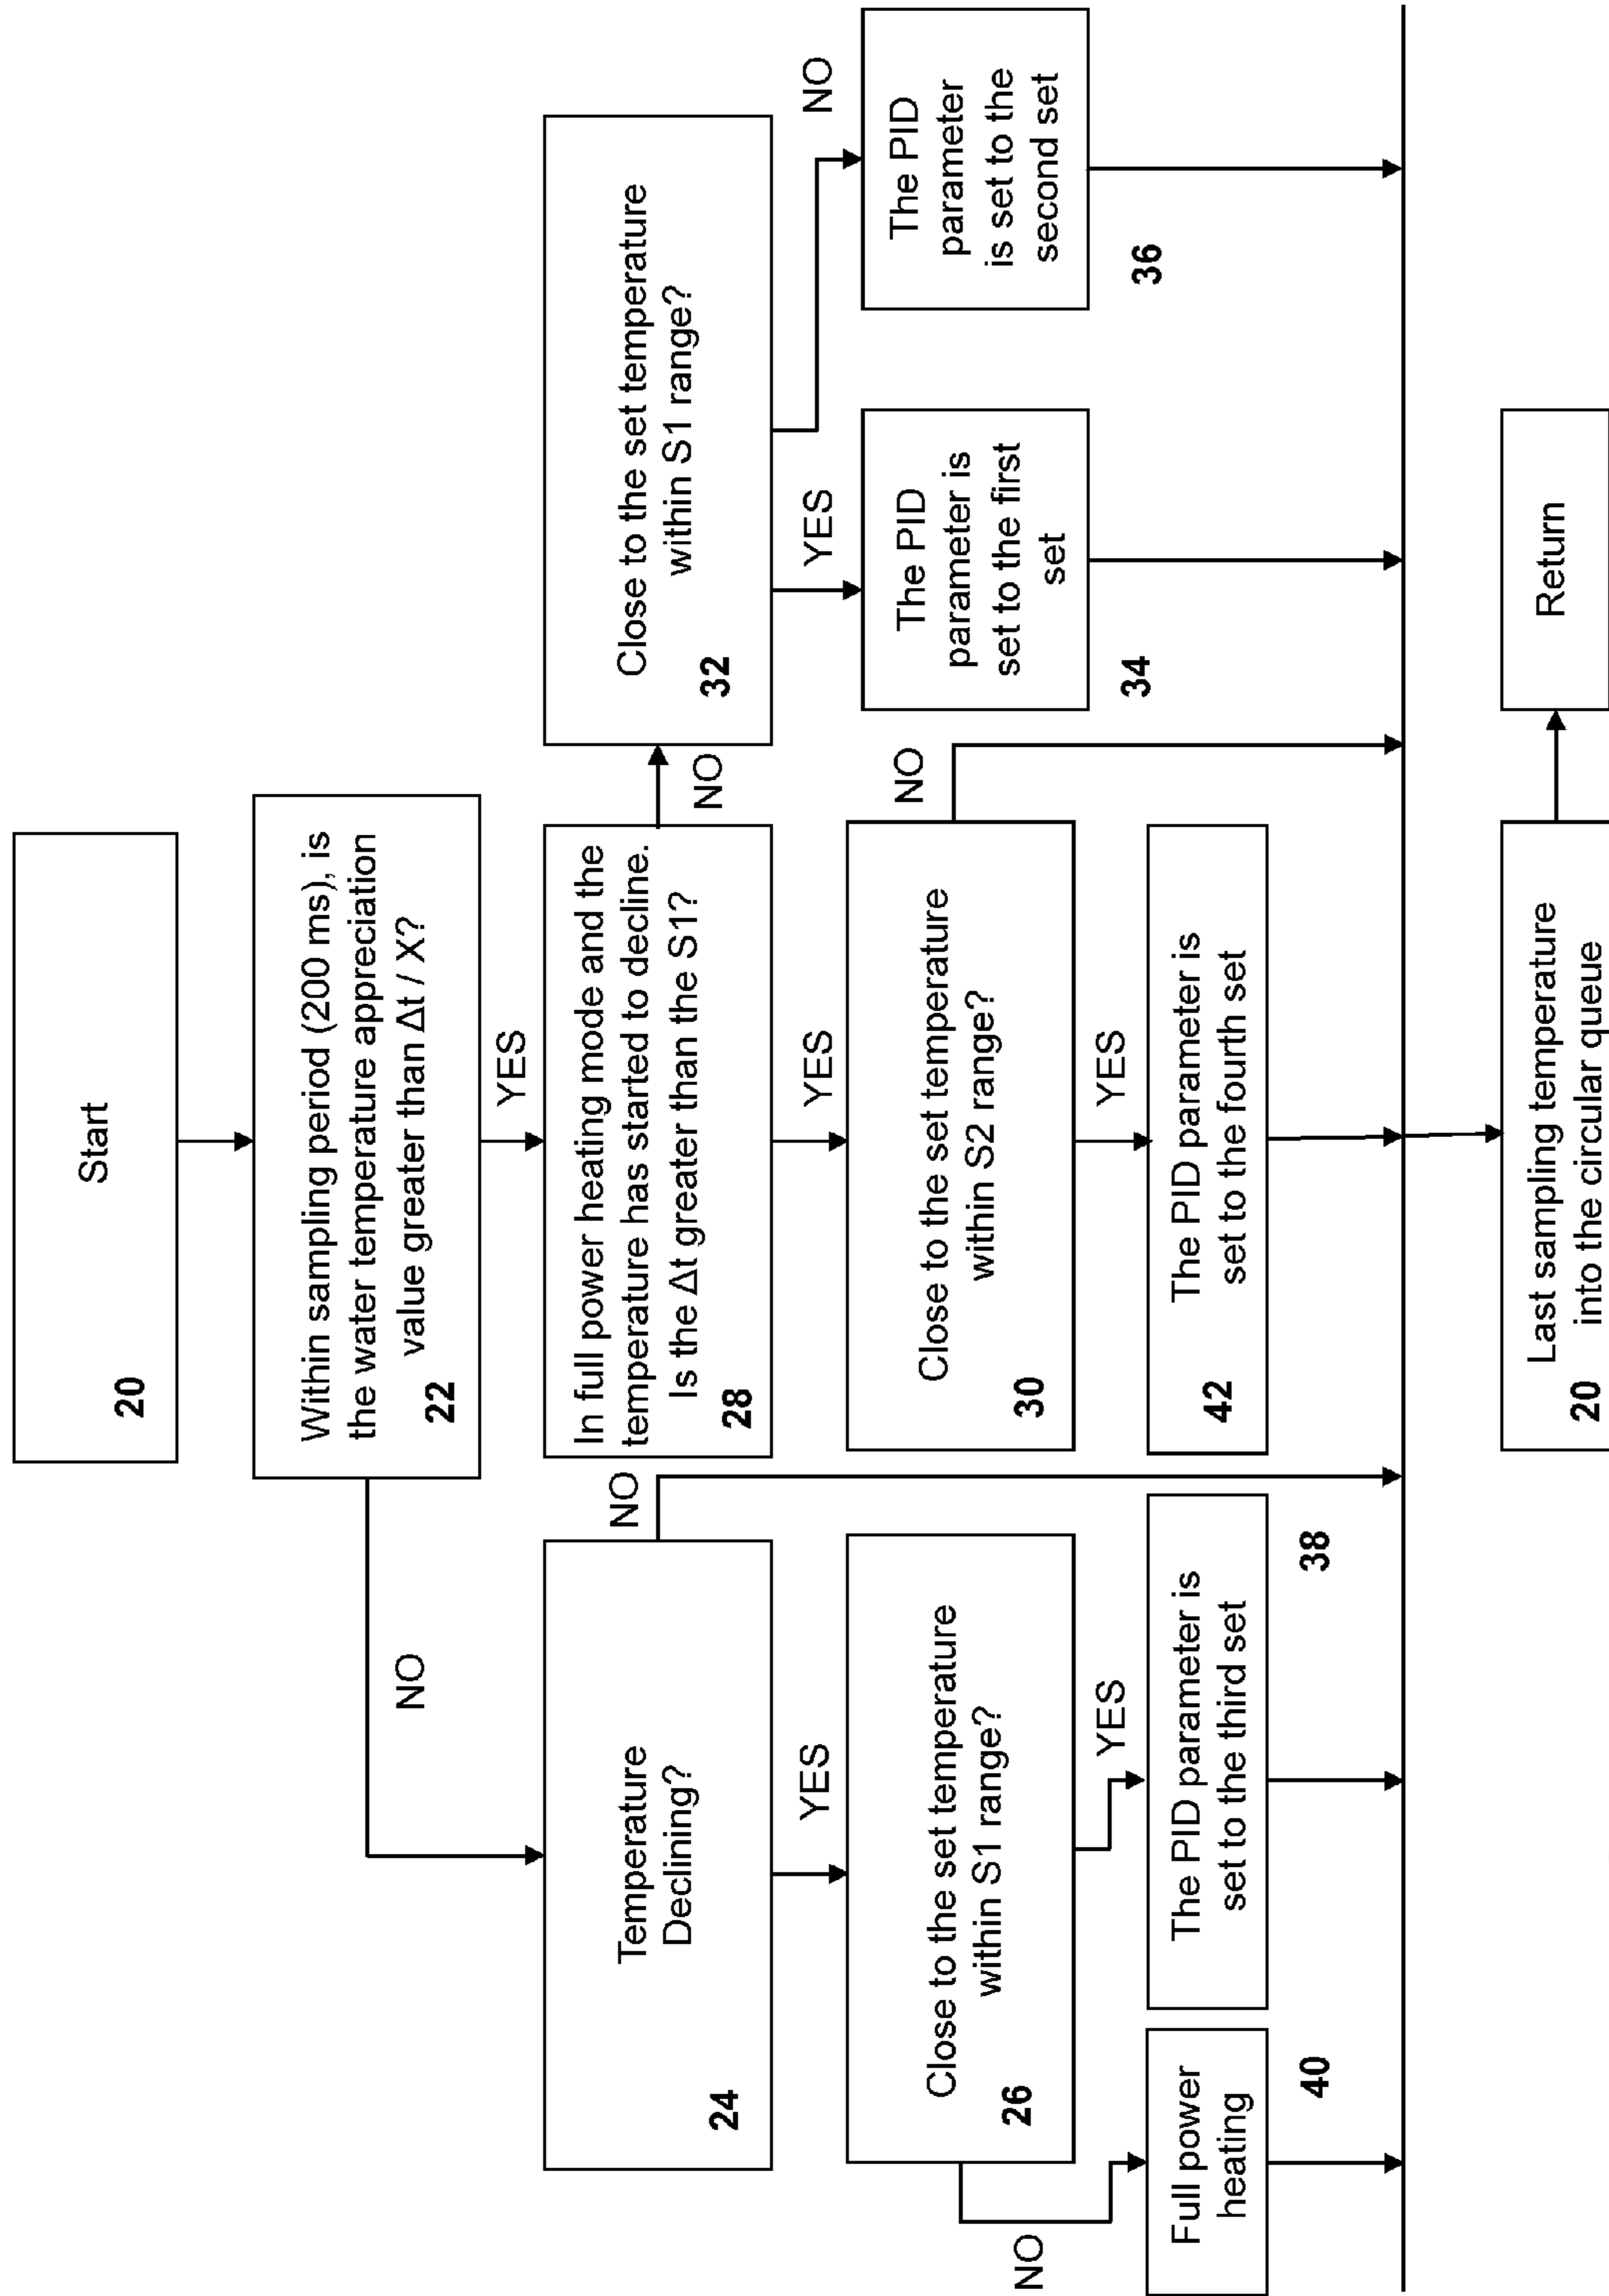 Start
20
Within sampling period (200 ms), is
the water temperature appreciation
value greater than Δt / X?
22
NO
YES
Temperature
Declining?
24
NO
In full power heating mode and the
temperature has started to decline.
Is the Δt greater than the S1?
28
NO
Close to the set temperature
within S1 range?
32
YES
YES
YES
NO
Close to the set temperature
within S1 range?
26
Close to the set temperature
within S2 range?
30
NO
The PID
parameter is
set to the first
set
34
The PID
parameter
is set to the
second set
36
NO
YES
YES
Full power
heating
40
The PID parameter is
set to the third set
38
The PID parameter is
set to the fourth set
42
Last sampling temperature
into the circular queue
20
Return